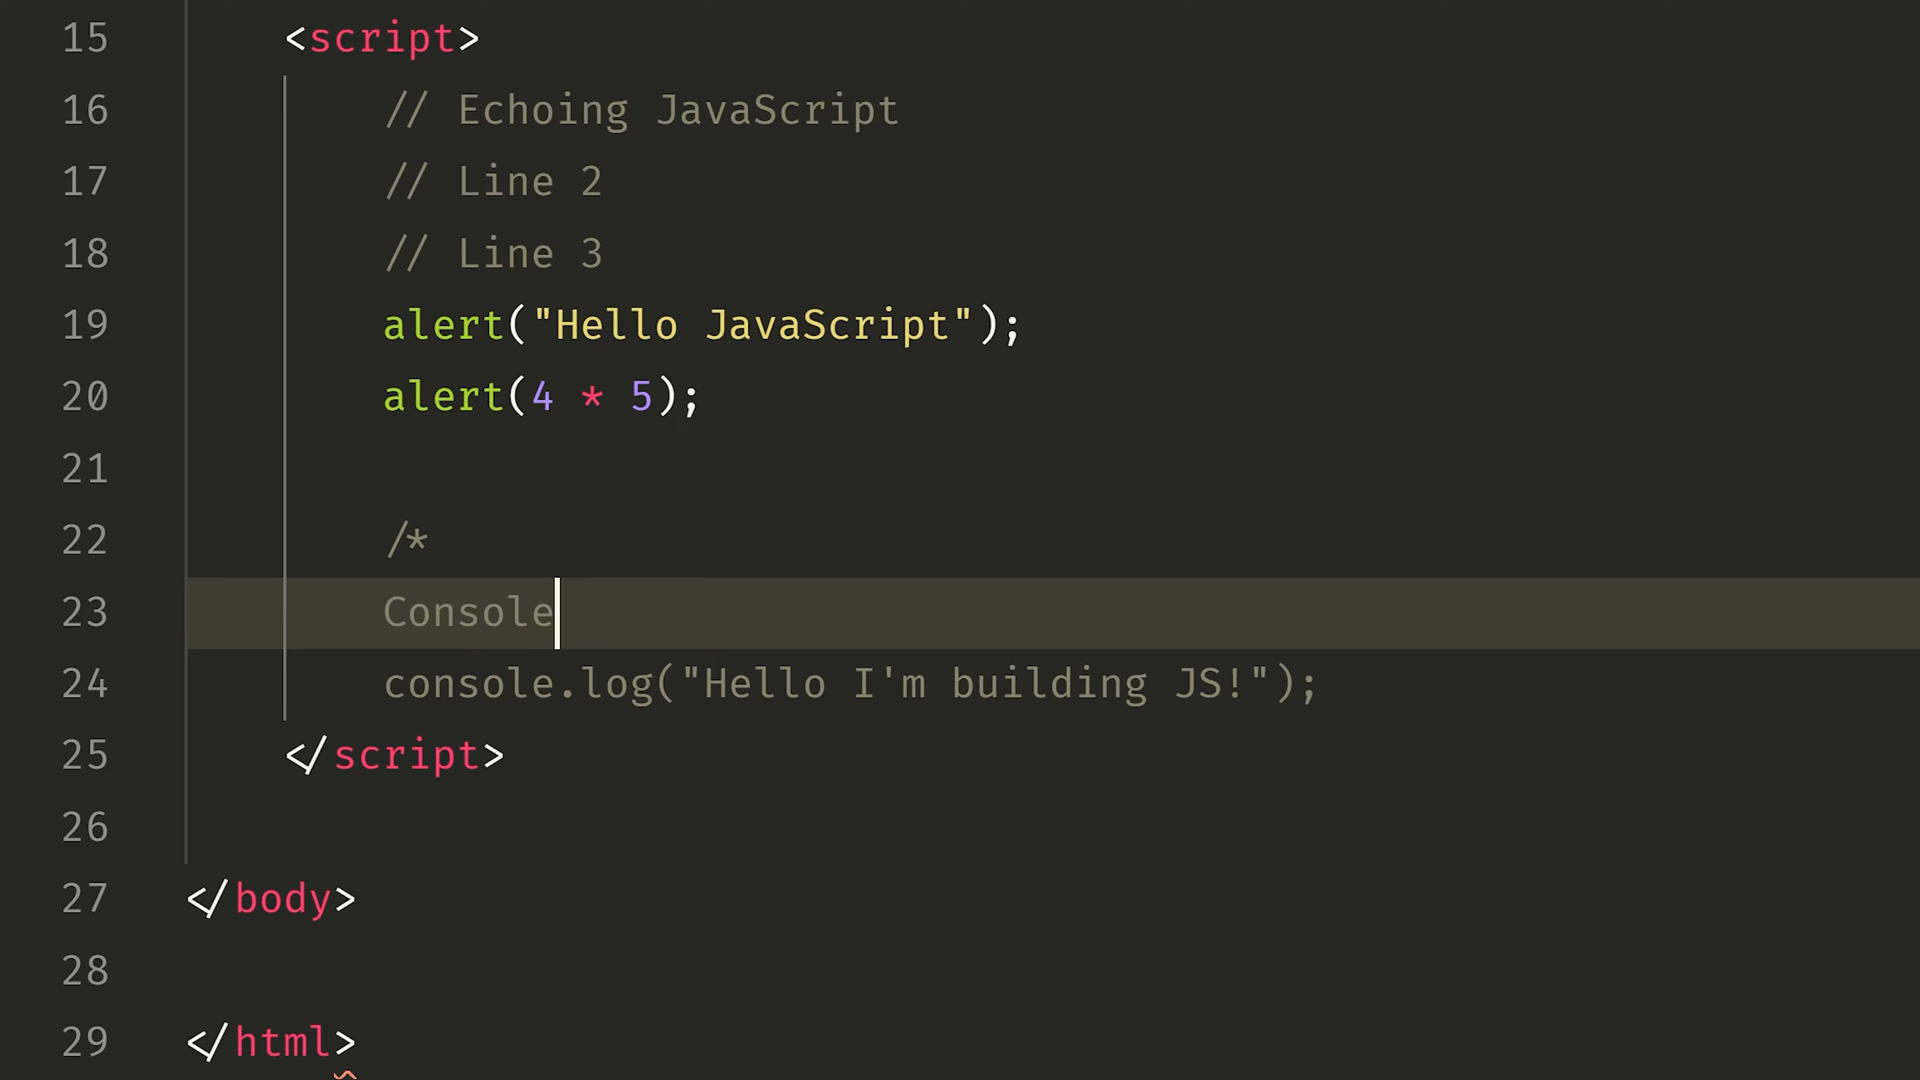 15 <script>
16 // Echoing JavaScript
17 // Line 2
18 // Line 3
19 alert("Hello JavaScript");
20 alert(4 * 5);
21
22 /*
23 Console
24 console.log("Hello I'm building JS!");
25 </script>
26
27 </body>
28
29 </html>